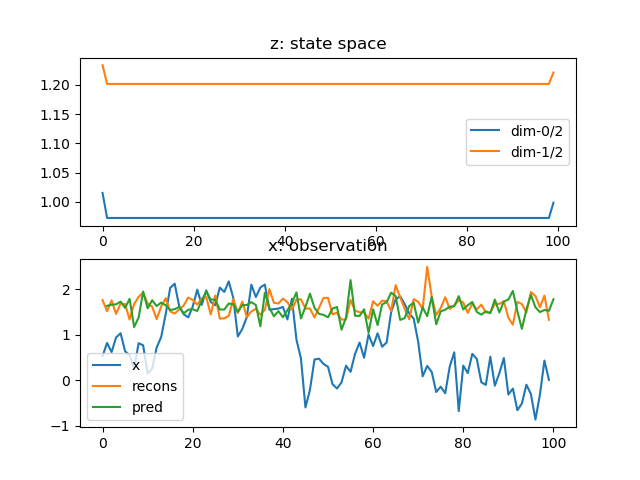 z: state space
1.20
1.15
1.10
1.05
1.00
dim-0/2
dim-1/2
0 20 40 60 80 100
x: observation
2
1
0
−1
x
recons
pred
0 20 40 60 80 100